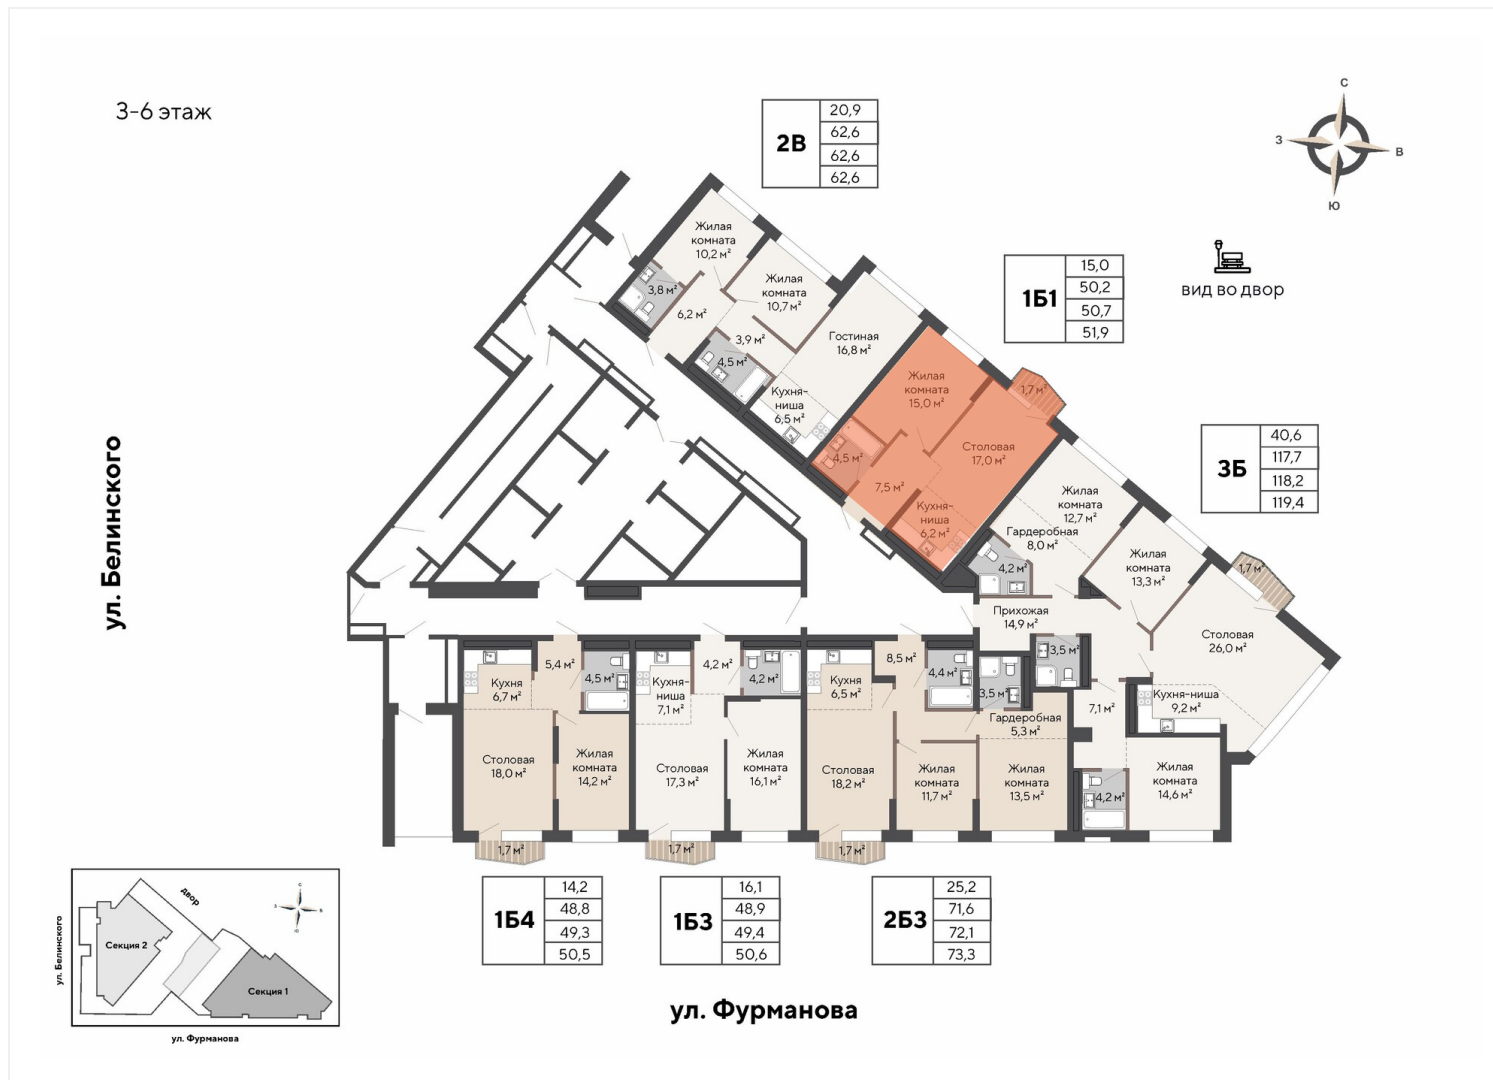 3-6 этаж
2В
20,9
62,6
62,6
62,6
С
З
В
Ю
вид во двор
1Б1
15,0
50,2
50,7
51,9
3Б
40,6
117,7
118,2
119,4
ул. Белинского
Жилая
комната
10,2 м²
3,8 м²
6,2 м²
Жилая
комната
10,7 м²
3,9 м²
4,5 м²
Гостиная
16,8 м²
Кухня-
ниша
6,5 м²
Жилая
комната
15,0 м²
1,7 м²
4,5 м²
Столовая
17,0 м²
7,5 м²
Кухня-
ниша
6,2 м²
Жилая
комната
12,7 м²
Гардеробная
8,0 м²
4,2 м²
Жилая
комната
13,3 м²
1,7 м²
Прихожая
14,9 м²
Столовая
26,0 м²
3,5 м²
7,1 м²
Кухня-ниша
9,2 м²
Жилая
комната
14,6 м²
4,2 м²
5,4 м²
4,5 м²
Кухня
6,7 м²
Столовая
18,0 м²
Жилая
комната
14,2 м²
1,7 м²
4,2 м²
4,2 м²
Кухня-
ниша
7,1 м²
Столовая
17,3 м²
Жилая
комната
16,1 м²
1,7 м²
8,5 м²
4,4 м²
Кухня
6,5 м²
3,5 м²
Гардеробная
5,3 м²
Столовая
18,2 м²
Жилая
комната
11,7 м²
Жилая
комната
13,5 м²
1,7 м²
1Б4
14,2
48,8
49,3
50,5
1Б3
16,1
48,9
49,4
50,6
2Б3
25,2
71,6
72,1
73,3
ул. Фурманова
двор
С
З
В
Ю
Секция 2
Секция 1
ул. Белинского
ул. Фурманова